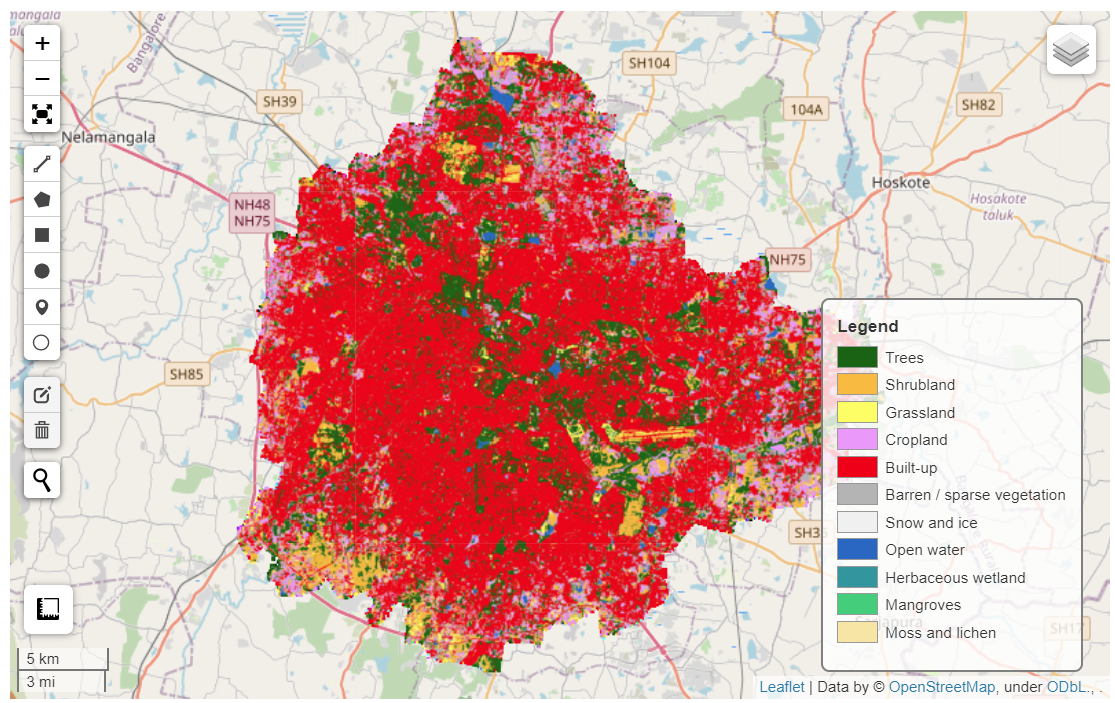 mangala
Bangalore
+
−
SH104
SH39
104A
SH82
Nelamangala
Hoskote
NH48
NH75
Hosakote
taluk
NH75
SH85
Legend
Trees
Shrubland
Grassland
Cropland
Built-up
Barren / sparse vegetation
Snow and ice
SH3
Open water
Herbaceous wetland
Mangroves
Moss and lichen
SH17
5 km
3 mi
Leaflet | Data by © OpenStreetMap, under ODbL., .